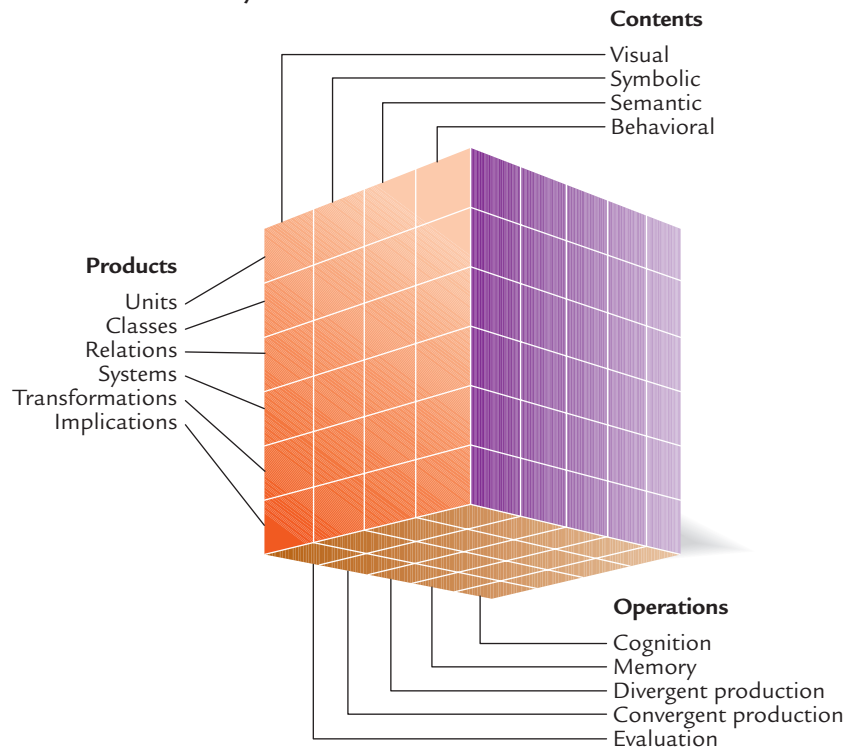 Contents
Visual
Symbolic
Semantic
Behavioral
Products
Units
Classes
Relations
Systems
Transformations
Implications
Operations
Cognition
Memory
Divergent production
Convergent production
Evaluation